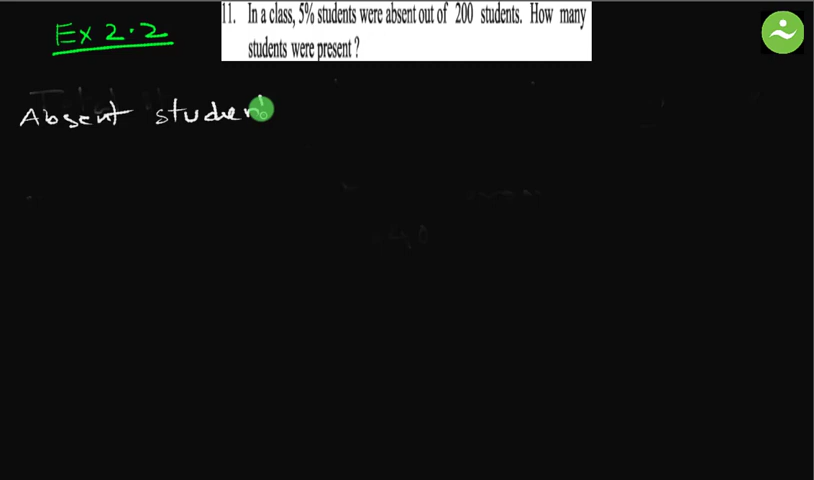 Ex 2.2
11. In a class, 5% students were absent out of 200 students. How many
students were present ?
Absent